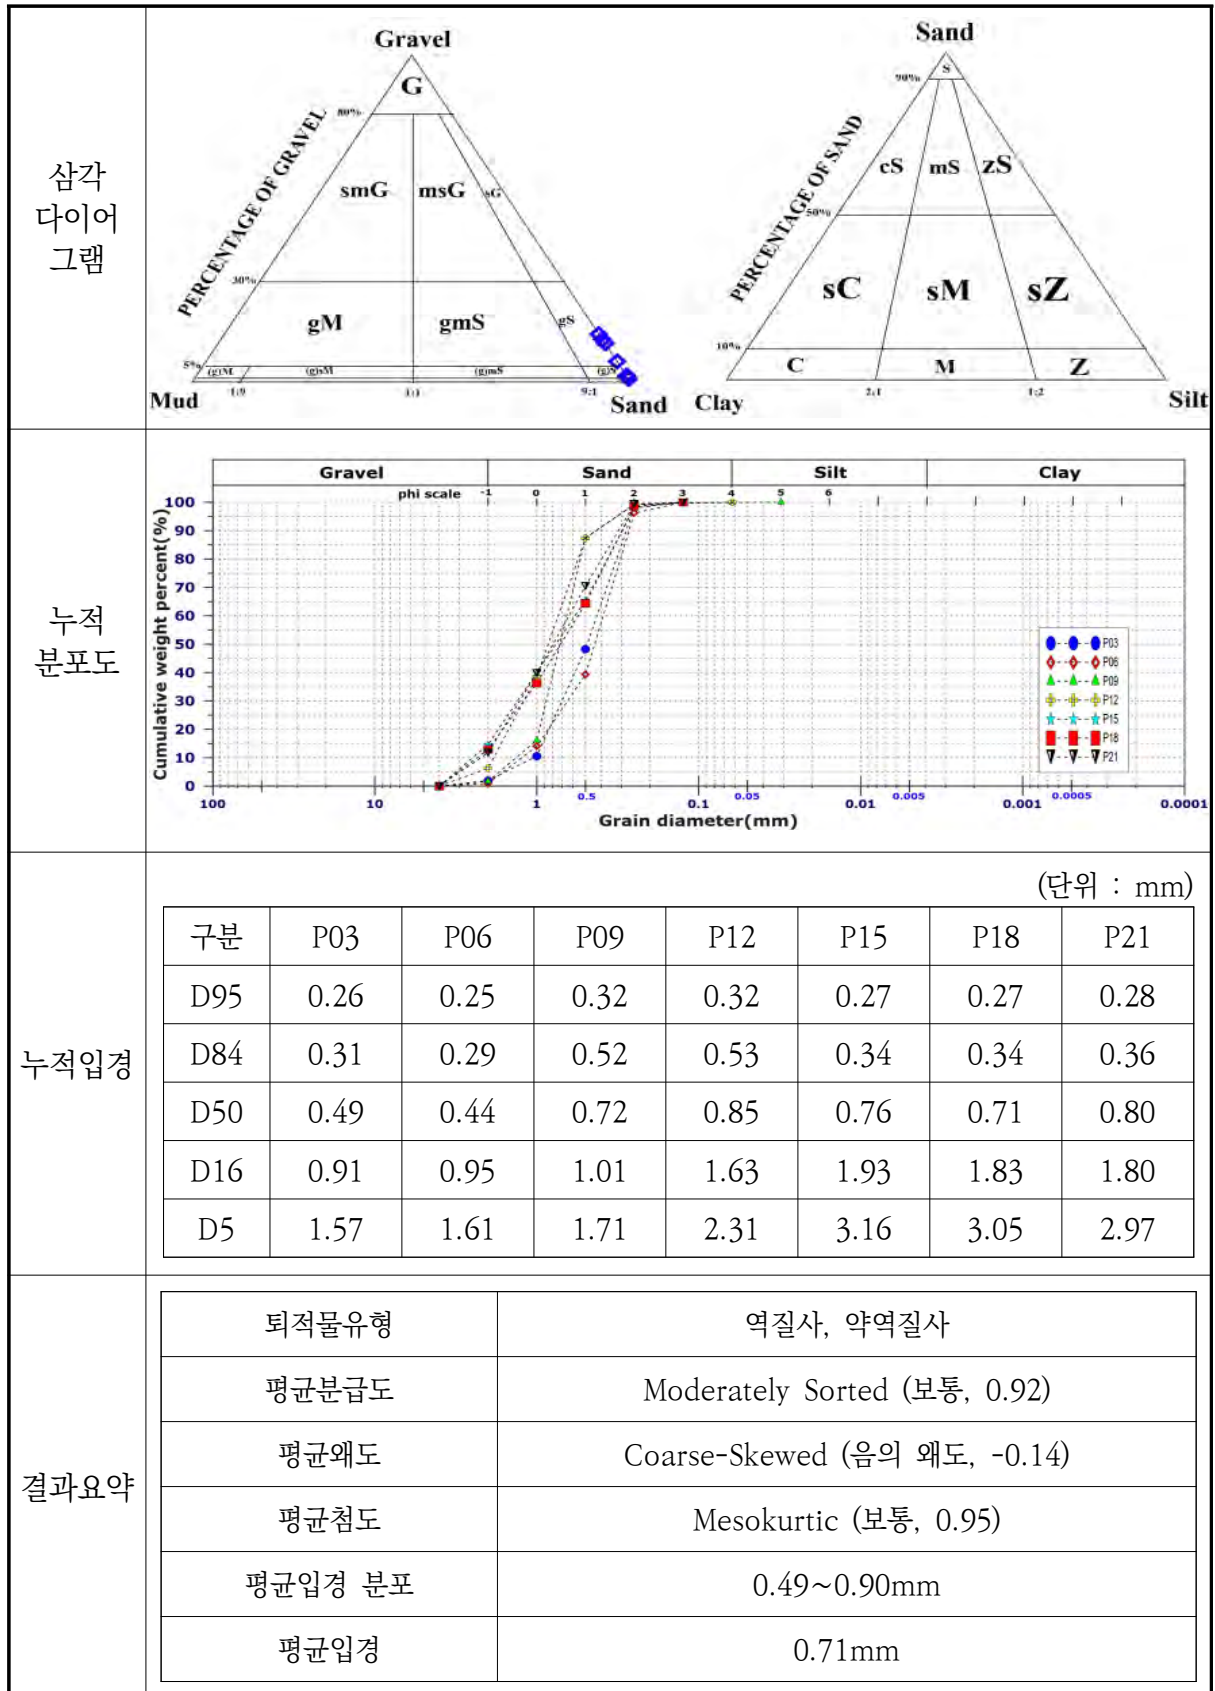 삼각
다이어
그램
Gravel
G
80%
PERCENTAGE OF GRAVEL
smG
msG
sG
30%
gM
gmS
gS
5%
(g)M
(g)sM
(g)mS
1:9
1:1
9:1
Mud
Sand
Sand
S
90%
PERCENTAGE OF SAND
cS
mS
zS
50%
sC
sM
sZ
10%
C
M
Z
2:1
1:2
Clay
Silt
누적
분포도
Gravel Sand Silt Clay
phi scale -1 0 1 2 3 4 5 6
Cumulative weight percent(%)
100
90
80
70
60
50
40
30
20
10
0
P03
P06
P09
P12
P15
P18
P21
100 10 1 0.5 0.1 0.05 0.01 0.005 0.001 0.0005 0.0001
Grain diameter(mm)
누적입경
(단위 : mm)
구분 P03 P06 P09 P12 P15 P18 P21
D95 0.26 0.25 0.32 0.32 0.27 0.27 0.28
D84 0.31 0.29 0.52 0.53 0.34 0.34 0.36
D50 0.49 0.44 0.72 0.85 0.76 0.71 0.80
D16 0.91 0.95 1.01 1.63 1.93 1.83 1.80
D5 1.57 1.61 1.71 2.31 3.16 3.05 2.97
결과요약
퇴적물유형 역질사, 약역질사
평균분급도 Moderately Sorted (보통, 0.92)
평균왜도 Coarse-Skewed (음의 왜도, -0.14)
평균첨도 Mesokurtic (보통, 0.95)
평균입경 분포 0.49~0.90mm
평균입경 0.71mm